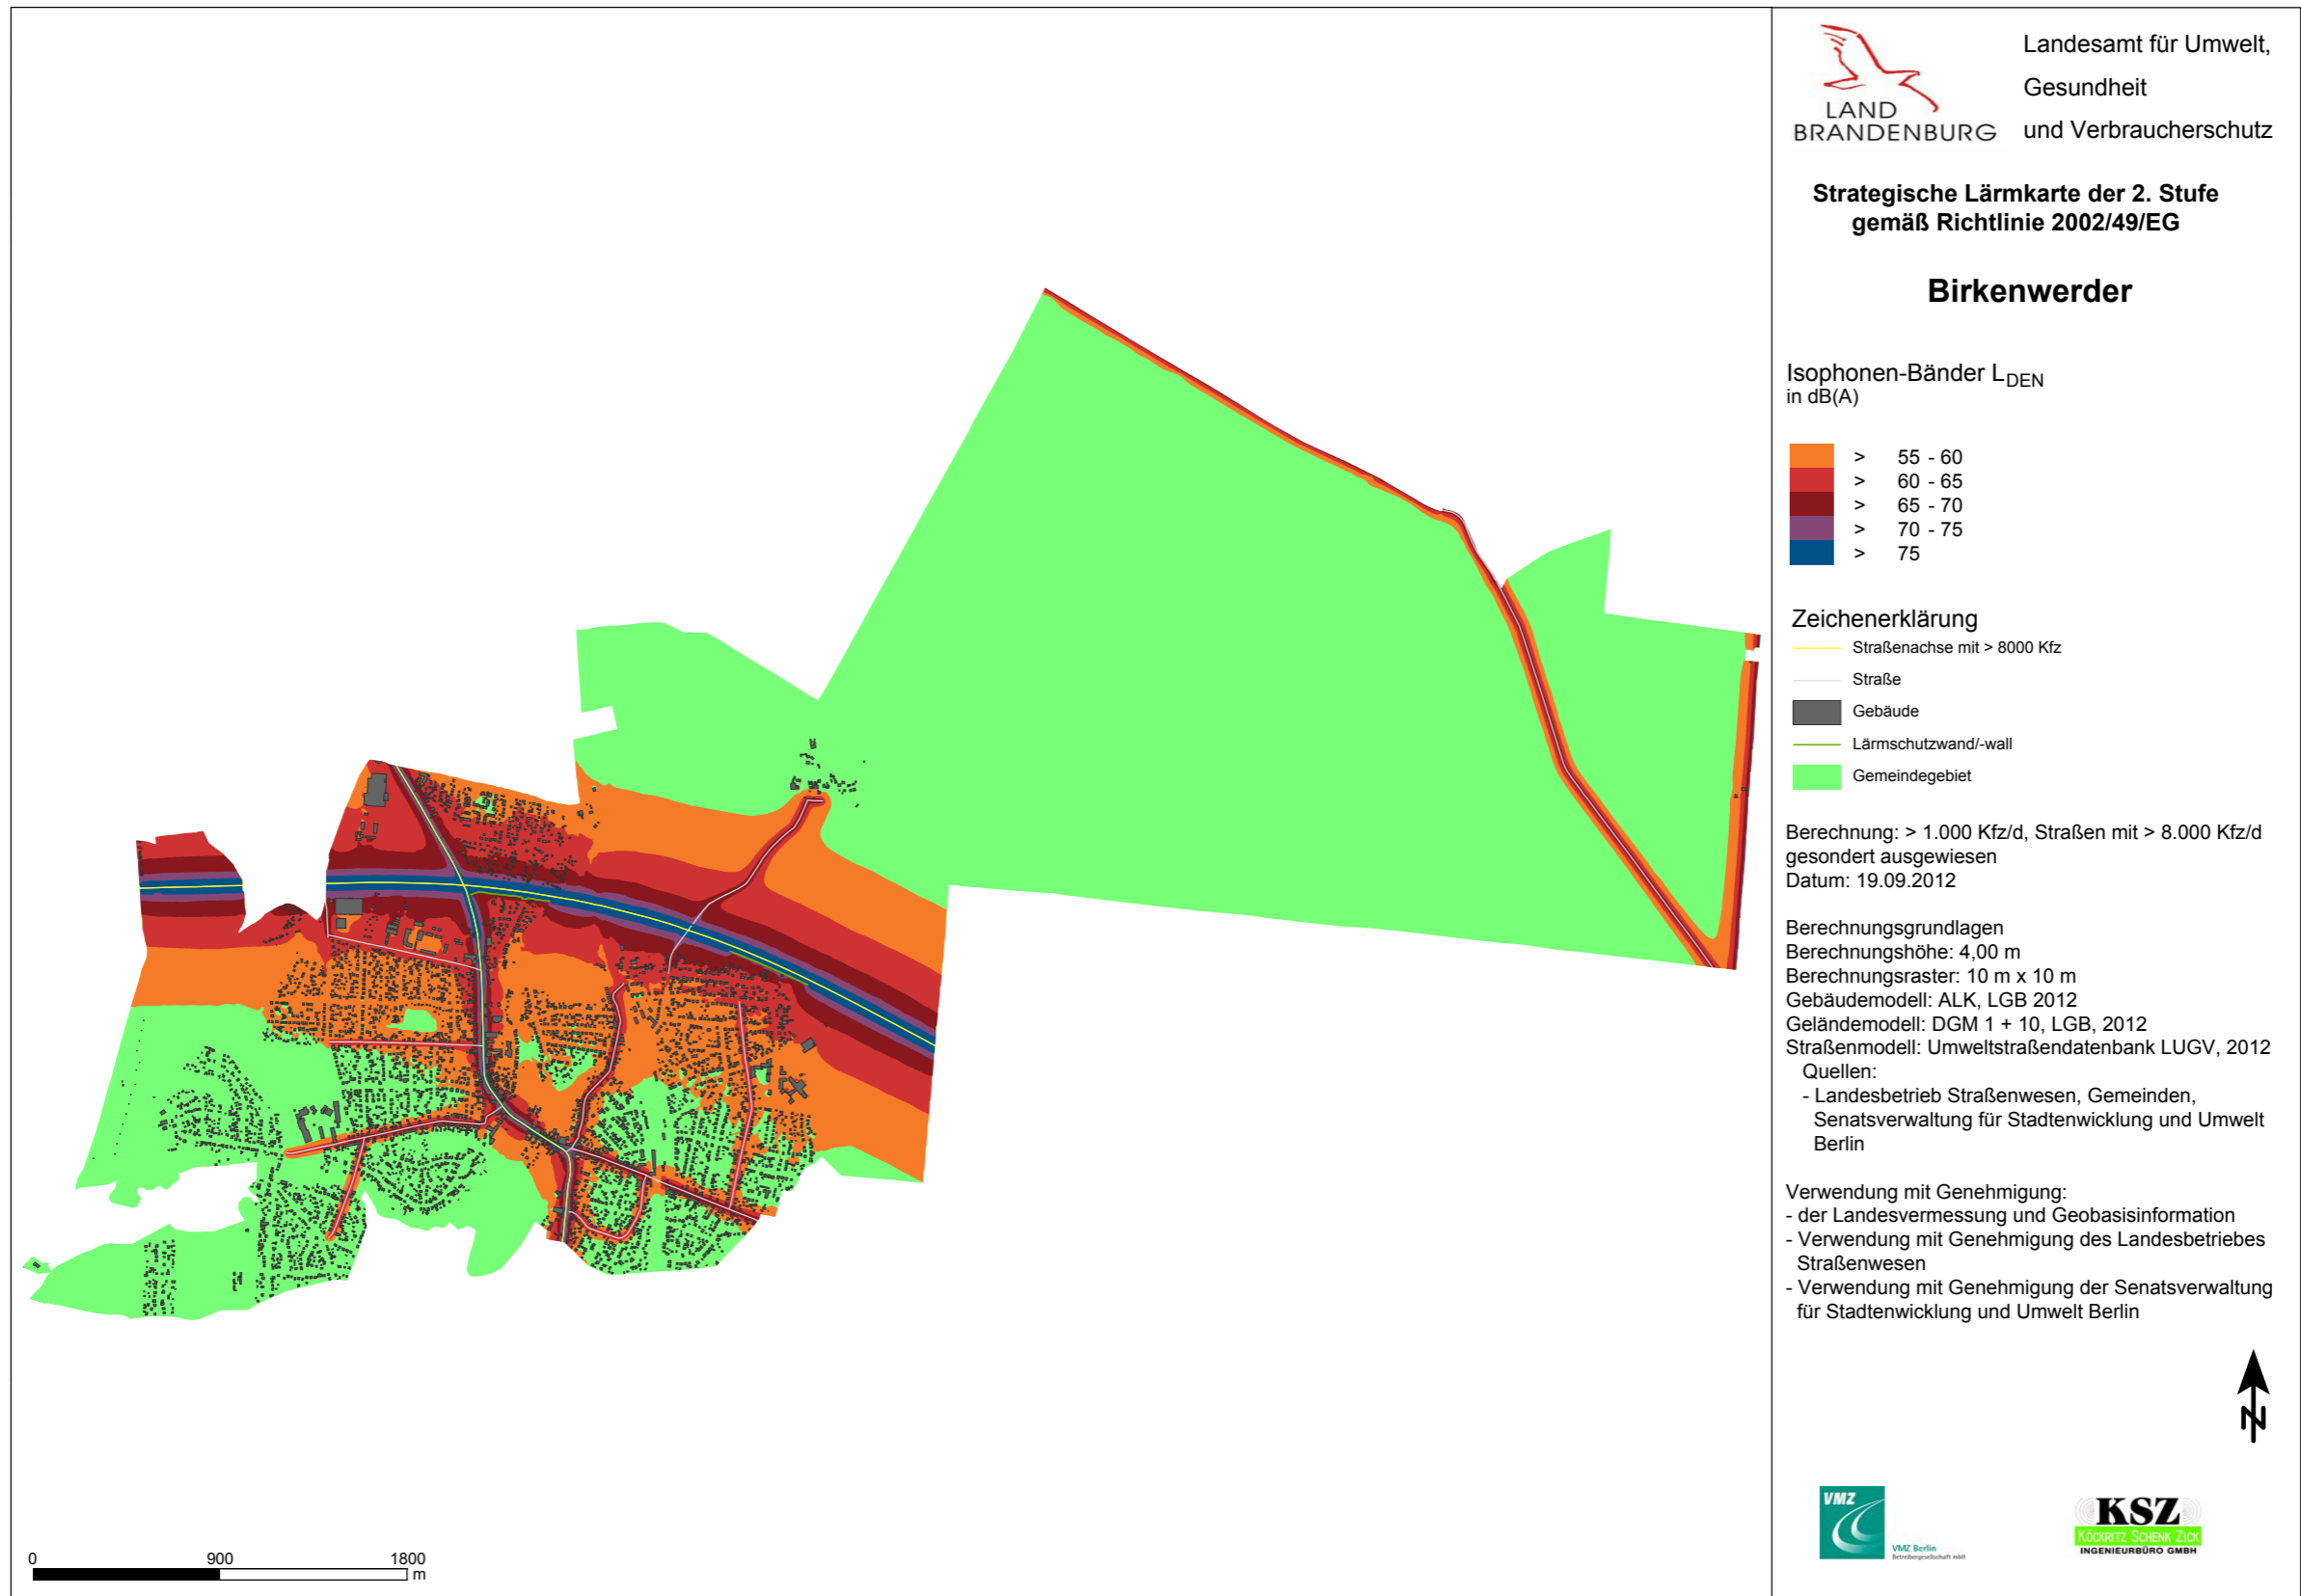 LAND
BRANDENBURG
Landesamt für Umwelt,
Gesundheit
und Verbraucherschutz
Strategische Lärmkarte der 2. Stufe
gemäß Richtlinie 2002/49/EG
Birkenwerder
Isophonen-Bänder LDEN
in dB(A)
> 55 - 60
> 60 - 65
> 65 - 70
> 70 - 75
> 75
Zeichenerklärung
Straßenachse mit > 8000 Kfz
Straße
Gebäude
Lärmschutzwand/-wall
Gemeindegebiet
Berechnung: > 1.000 Kfz/d, Straßen mit > 8.000 Kfz/d
gesondert ausgewiesen
Datum: 19.09.2012
Berechnungsgrundlagen
Berechnungshöhe: 4,00 m
Berechnungsraster: 10 m x 10 m
Gebäudemodell: ALK, LGB 2012
Geländemodell: DGM 1 + 10, LGB, 2012
Straßenmodell: Umweltstraßendatenbank LUGV, 2012
Quellen:
- Landesbetrieb Straßenwesen, Gemeinden,
Senatsverwaltung für Stadtenwicklung und Umwelt
Berlin
Verwendung mit Genehmigung:
- der Landesvermessung und Geobasisinformation
- Verwendung mit Genehmigung des Landesbetriebes
Straßenwesen
- Verwendung mit Genehmigung der Senatsverwaltung
für Stadtenwicklung und Umwelt Berlin
N
VMZ
VMZ Berlin
Betreibergesellschaft mbH
KSZ
KÖCKRITZ SCHENK ZICK
INGENIEURBÜRO GMBH
0 900 1800
m